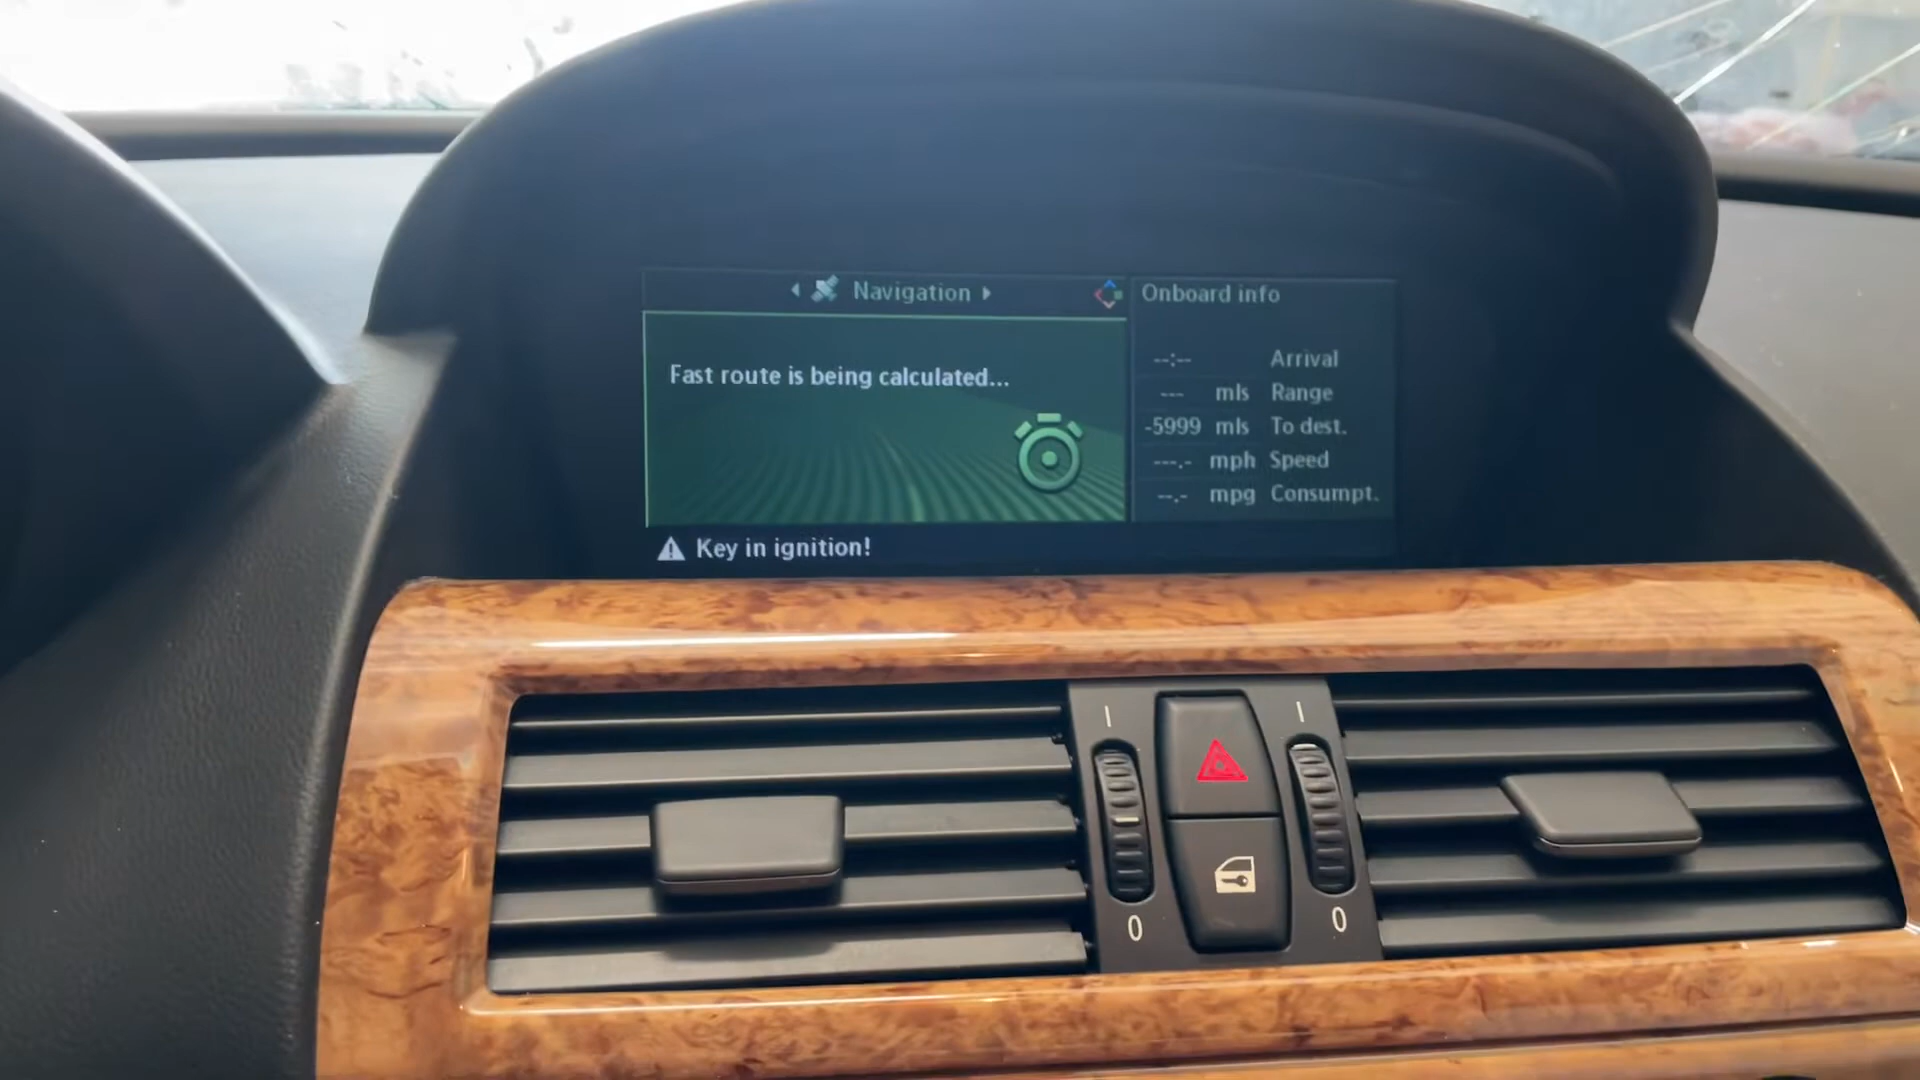 Navigation
Onboard info
Fast route is being calculated...
--:-- Arrival
--- mls Range
-5999 mls To dest.
---.- mph Speed
--.- mpg Consumpt.
Key in ignition!
I I
0 0